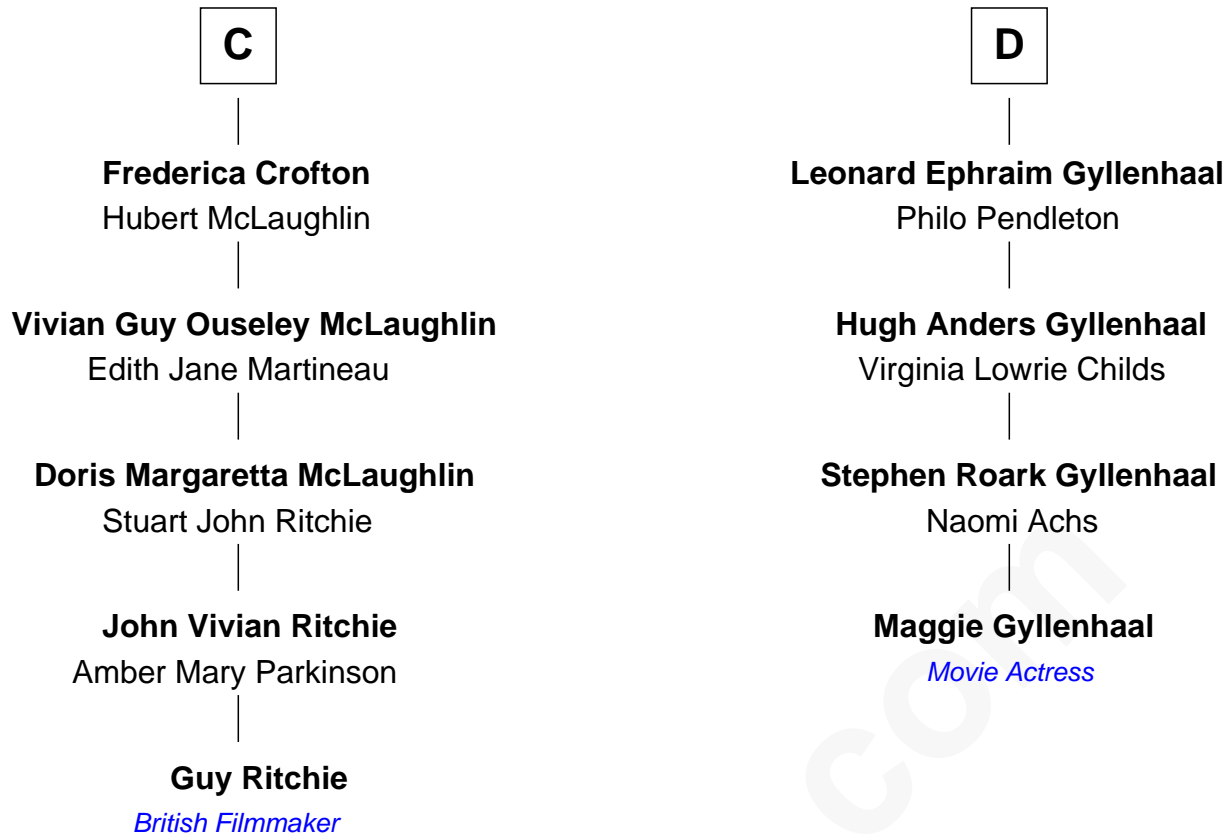 C
Frederica Crofton
Hubert McLaughlin
Vivian Guy Ouseley McLaughlin
Edith Jane Martineau
Doris Margaretta McLaughlin
Stuart John Ritchie
John Vivian Ritchie
Amber Mary Parkinson
Guy Ritchie
British Filmmaker
D
Leonard Ephraim Gyllenhaal
Philo Pendleton
Hugh Anders Gyllenhaal
Virginia Lowrie Childs
Stephen Roark Gyllenhaal
Naomi Achs
Maggie Gyllenhaal
Movie Actress
com